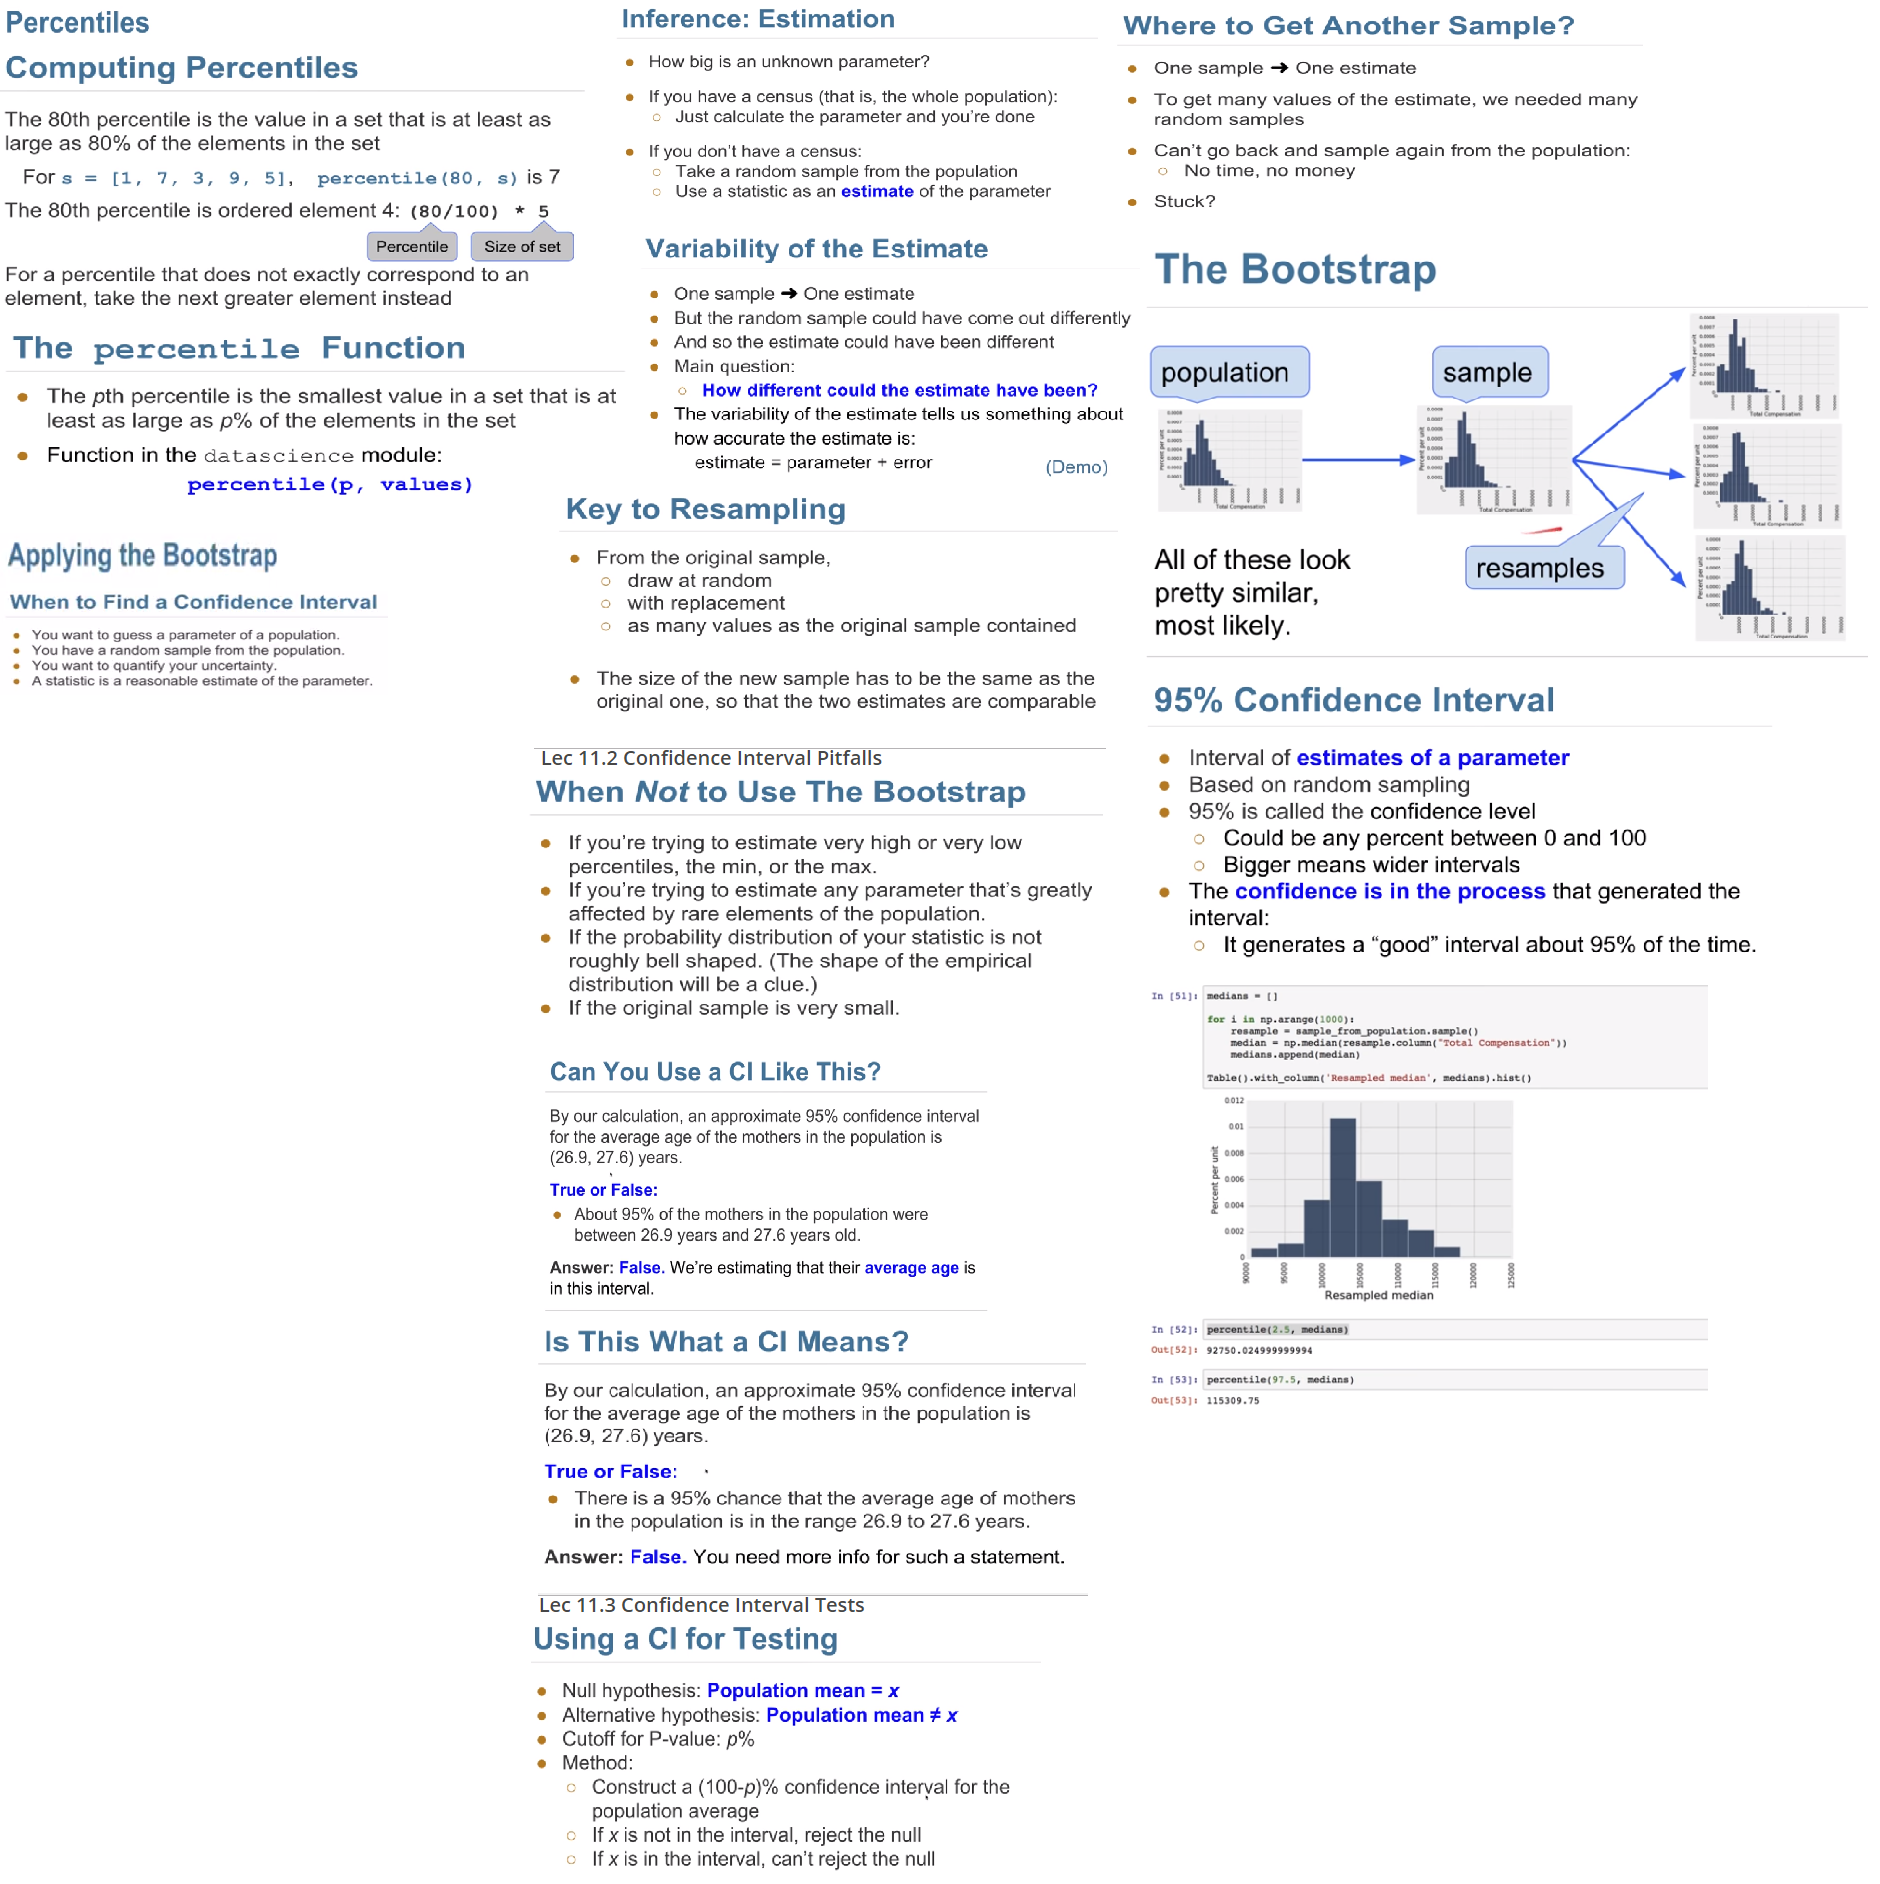 Percentiles
Computing Percentiles
The 80th percentile is the value in a set that is at least as
large as 80% of the elements in the set
For s = [1, 7, 3, 9, 5], percentile(80, s) is 7
The 80th percentile is ordered element 4: (80/100) * 5
Percentile
Size of set
For a percentile that does not exactly correspond to an
element, take the next greater element instead
The percentile Function
The pth percentile is the smallest value in a set that is at
least as large as p% of the elements in the set
Function in the datascience module:
percentile(p, values)
Applying the Bootstrap
When to Find a Confidence Interval
You want to guess a parameter of a population.
You have a random sample from the population.
You want to quantify your uncertainty.
A statistic is a reasonable estimate of the parameter.
Inference: Estimation
How big is an unknown parameter?
If you have a census (that is, the whole population):
Just calculate the parameter and you're done
If you don't have a census:
Take a random sample from the population
Use a statistic as an estimate of the parameter
Variability of the Estimate
One sample → One estimate
But the random sample could have come out differently
And so the estimate could have been different
Main question:
How different could the estimate have been?
The variability of the estimate tells us something about
how accurate the estimate is:
estimate = parameter + error
(Demo)
Key to Resampling
From the original sample,
draw at random
with replacement
as many values as the original sample contained
The size of the new sample has to be the same as the
original one, so that the two estimates are comparable
Lec 11.2 Confidence Interval Pitfalls
When Not to Use The Bootstrap
If you're trying to estimate very high or very low
percentiles, the min, or the max.
If you're trying to estimate any parameter that's greatly
affected by rare elements of the population.
If the probability distribution of your statistic is not
roughly bell shaped. (The shape of the empirical
distribution will be a clue.)
If the original sample is very small.
Can You Use a CI Like This?
By our calculation, an approximate 95% confidence interval
for the average age of the mothers in the population is
(26.9, 27.6) years.
True or False:
About 95% of the mothers in the population were
between 26.9 years and 27.6 years old.
Answer: False. We're estimating that their average age is
in this interval.
Is This What a CI Means?
By our calculation, an approximate 95% confidence interval
for the average age of the mothers in the population is
(26.9, 27.6) years.
True or False:
There is a 95% chance that the average age of mothers
in the population is in the range 26.9 to 27.6 years.
Answer: False. You need more info for such a statement.
Lec 11.3 Confidence Interval Tests
Using a CI for Testing
Null hypothesis: Population mean = x
Alternative hypothesis: Population mean ≠ x
Cutoff for P-value: p%
Method:
Construct a (100-p)% confidence interval for the
population average
If x is not in the interval, reject the null
If x is in the interval, can't reject the null
Where to Get Another Sample?
One sample → One estimate
To get many values of the estimate, we needed many
random samples
Can't go back and sample again from the population:
No time, no money
Stuck?
The Bootstrap
population
sample
resamples
Total Compensation
Total Compensation
Total Compensation
Total Compensation
Total Compensation
All of these look
pretty similar,
most likely.
95% Confidence Interval
Interval of estimates of a parameter
Based on random sampling
95% is called the confidence level
Could be any percent between 0 and 100
Bigger means wider intervals
The confidence is in the process that generated the
interval:
It generates a “good” interval about 95% of the time.
In [51]: medians = []
for i in np.arange(1000):
resample = sample_from_population.sample()
median = np.median(resample.column("Total Compensation"))
medians.append(median)
Table().with_column('Resampled median', medians).hist()
0.012
0.01
0.008
0.006
0.004
0.002
0
Percent per unit
90000
95000
100000
105000
110000
115000
120000
125000
Resampled median
In [52]: percentile(2.5, medians)
Out[52]: 92750.024999999994
In [53]: percentile(97.5, medians)
Out[53]: 115309.75